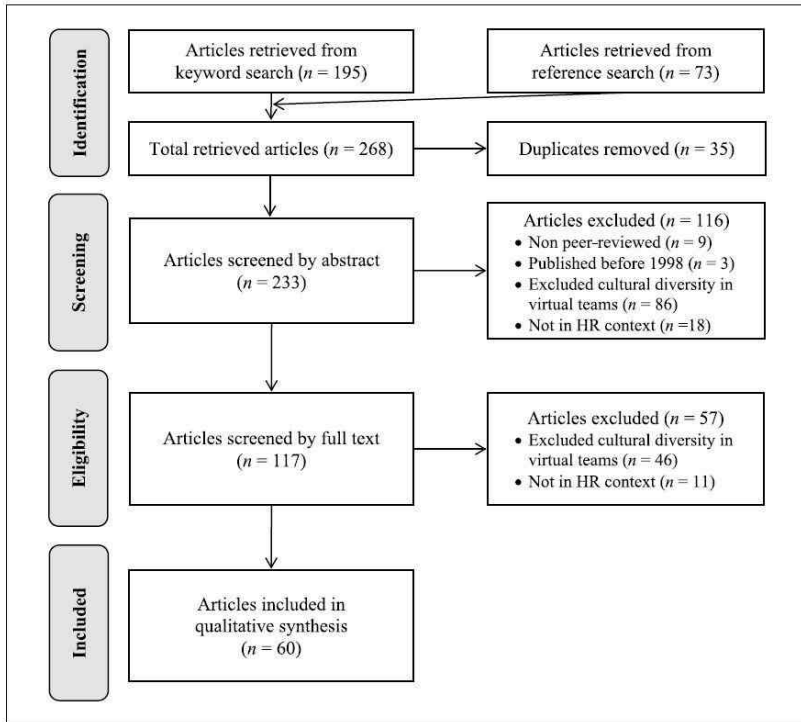 Identification
Articles retrieved from
keyword search (n = 195)
Articles retrieved from
reference search (n = 73)
Total retrieved articles (n = 268)
Duplicates removed (n = 35)
Screening
Articles screened by abstract
(n = 233)
Articles excluded (n = 116)
• Non peer-reviewed (n = 9)
• Published before 1998 (n = 3)
• Excluded cultural diversity in
virtual teams (n = 86)
• Not in HR context (n =18)
Eligibility
Articles screened by full text
(n = 117)
Articles excluded (n = 57)
• Excluded cultural diversity in
virtual teams (n = 46)
• Not in HR context (n = 11)
Included
Articles included in
qualitative synthesis
(n = 60)